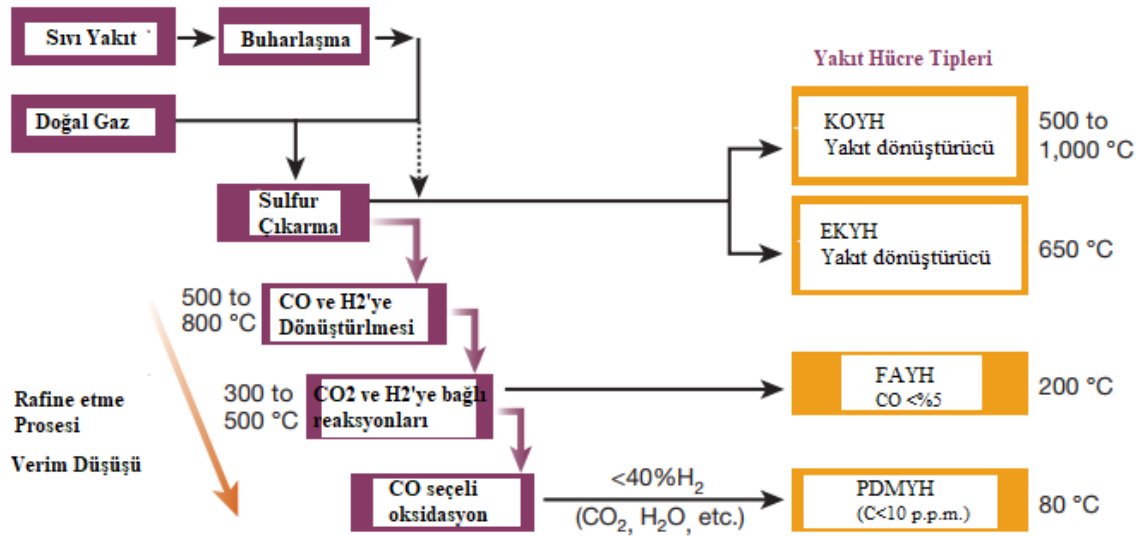 Sıvı Yakıt
Buharlaşma
Yakıt Hücre Tipleri
Doğal Gaz
KOYH
Yakıt dönüştürücü
500 to
1,000 °C
Sulfur
Çıkarma
EKYH
Yakıt dönüştürücü
650 °C
500 to
800 °C
CO ve H2'ye
Dönüştürlmesi
300 to
500 °C
CO2 ve H2'ye bağlı
reaksyonları
FAYH
CO <%5
200 °C
Rafine etme
Prosesi
Verim Düşüşü
CO seçeli
oksidasyon
<40%H₂
(CO₂, H₂O, etc.)
PDMYH
(C<10 p.p.m.)
80 °C